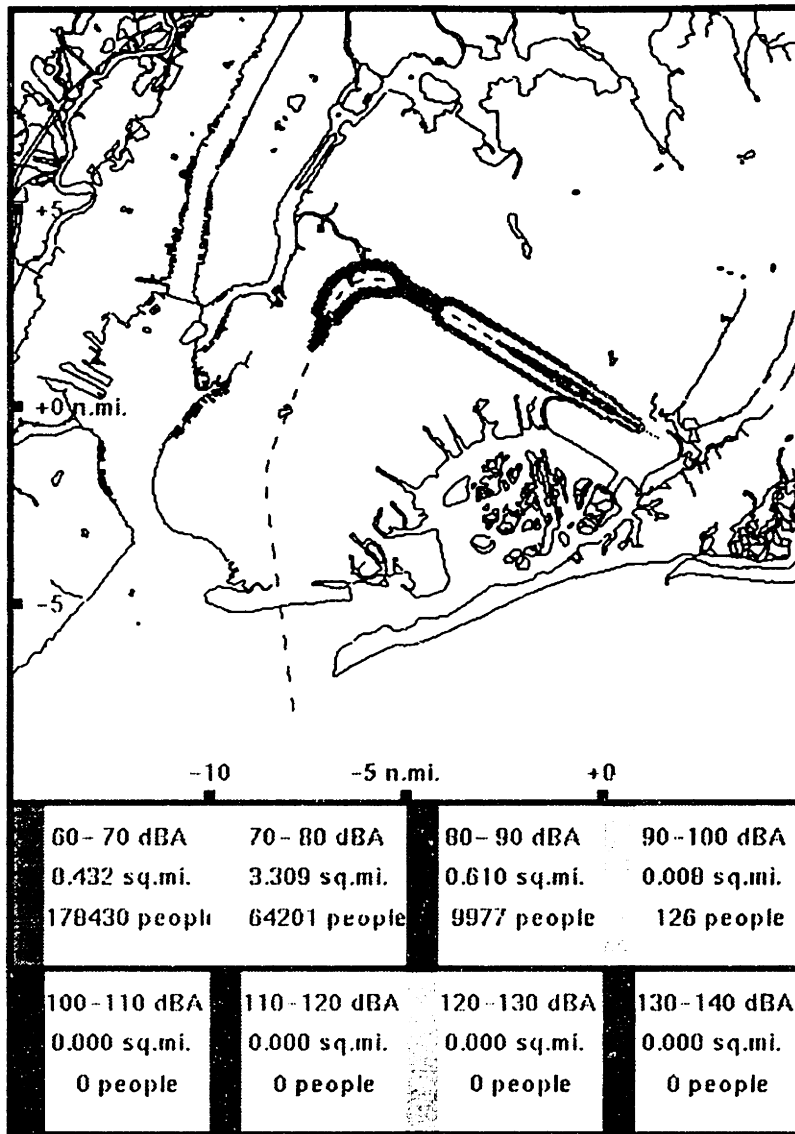 +5
+0 n.mi.
-5
-10 -5 n.mi. +0
60-70 dBA 70-80 dBA 80-90 dBA 90-100 dBA
8.432 sq.mi. 3.309 sq.mi. 0.610 sq.mi. 0.008 sq.mi.
178430 people 64201 people 9977 people 126 people
100-110 dBA 110-120 dBA 120-130 dBA 130-140 dBA
0.000 sq.mi. 0.000 sq.mi. 0.000 sq.mi. 0.000 sq.mi.
0 people 0 people 0 people 0 people